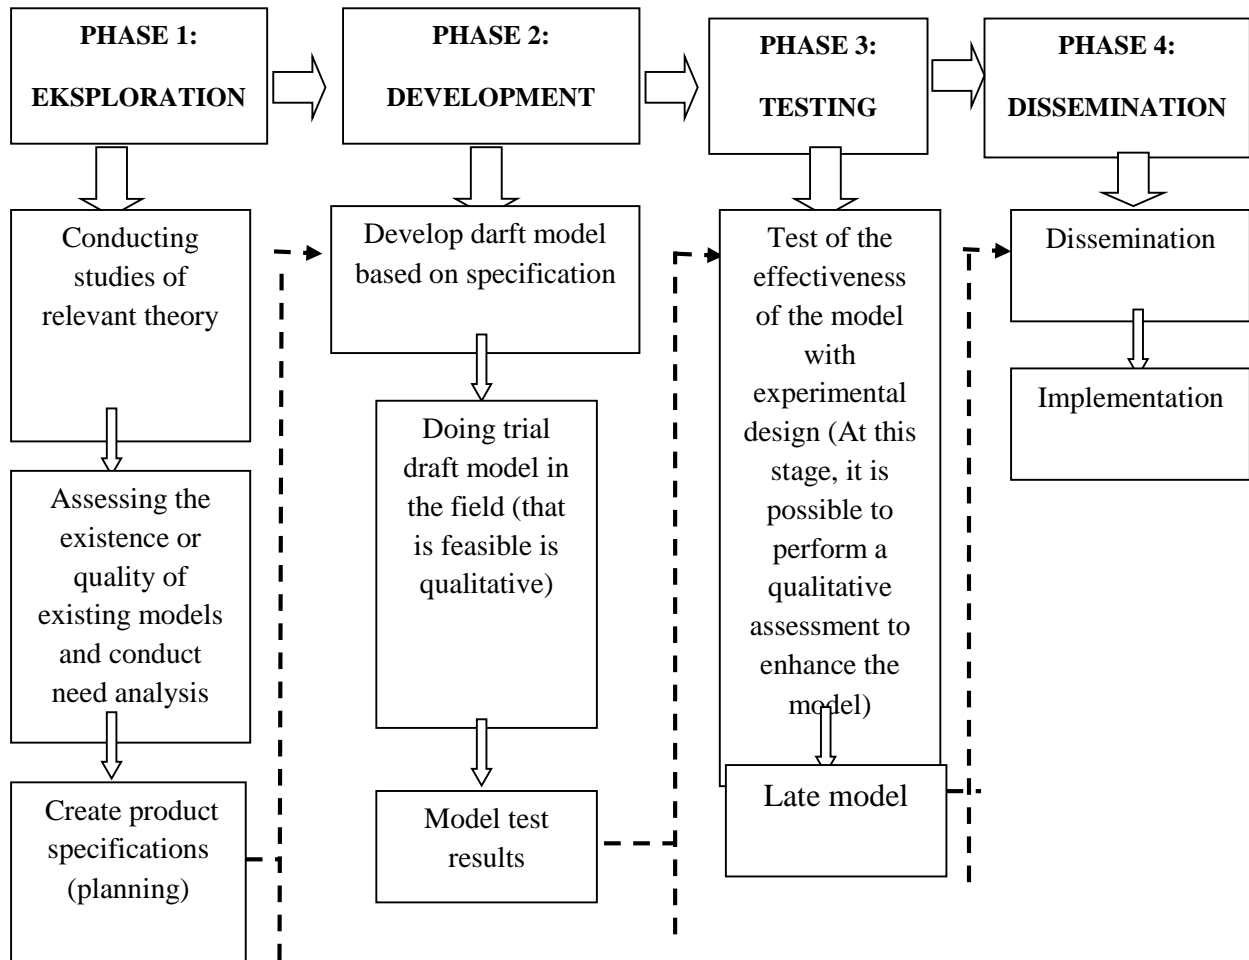 PHASE 1:
EKSPLORATION
PHASE 2:
DEVELOPMENT
PHASE 3:
TESTING
PHASE 4:
DISSEMINATION
Conducting
studies of
relevant theory
Assessing the
existence or
quality of
existing models
and conduct
need analysis
Create product
specifications
(planning)
Develop darft model
based on specification
Doing trial
draft model in
the field (that
is feasible is
qualitative)
Model test
results
Test of the
effectiveness
of the model
with
experimental
design (At this
stage, it is
possible to
perform a
qualitative
assessment to
enhance the
model)
Late model
Dissemination
Implementation